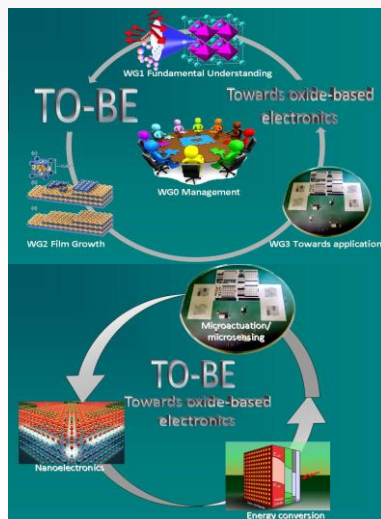 WG1 Fundamental Understanding
TO-BE
Towards oxide-based
electronics
WG0 Management
WG2 Film Growth
WG3 Towards application
Microactuation/
microsensing
TO-BE
Towards oxide-based
electronics
Nanoelectronics
Energy conversion